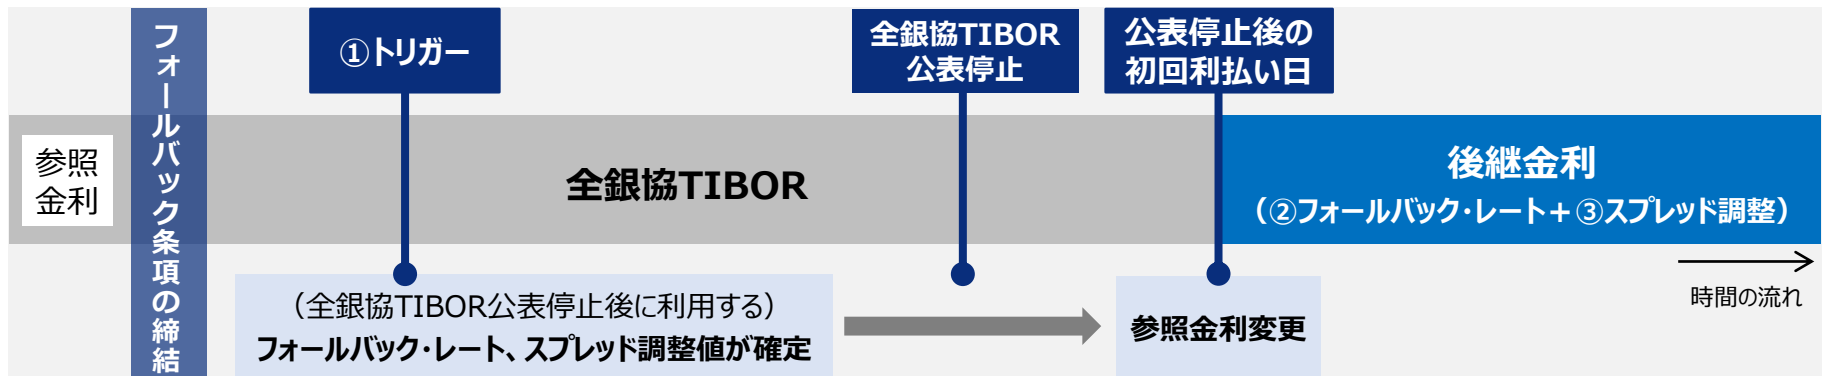 参照
金利
フォールバック条項の締結
①トリガー
全銀協TIBOR
公表停止
公表停止後の
初回利払い日
全銀協TIBOR
後継金利
（②フォールバック・レート＋③スプレッド調整）
（全銀協TIBOR公表停止後に利用する）
フォールバック・レート、スプレッド調整値が確定
参照金利変更
時間の流れ